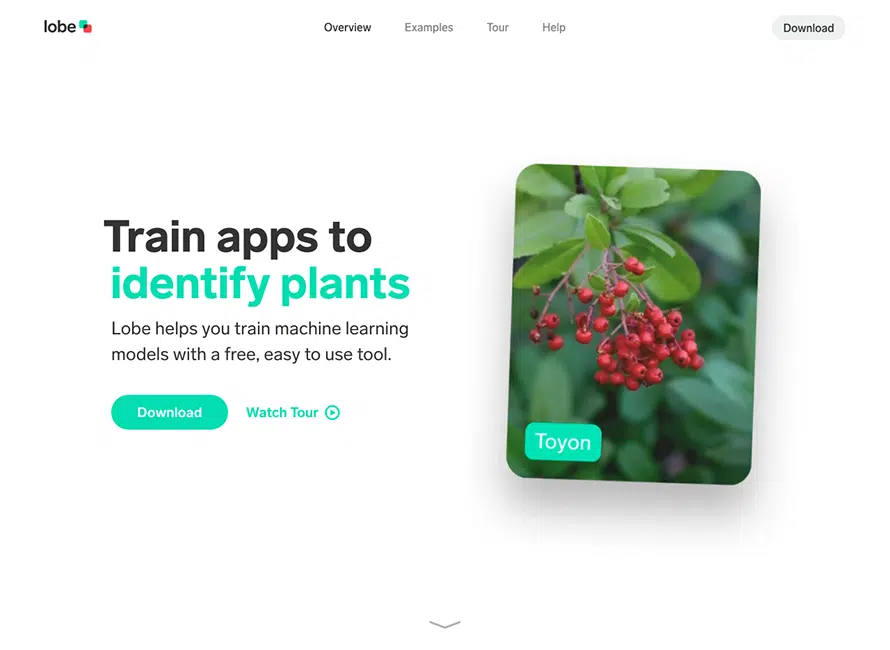 lobe
Overview
Examples
Tour
Help
Download
Train apps to
identify plants
Lobe helps you train machine learning
models with a free, easy to use tool.
Download
Watch Tour
Toyon